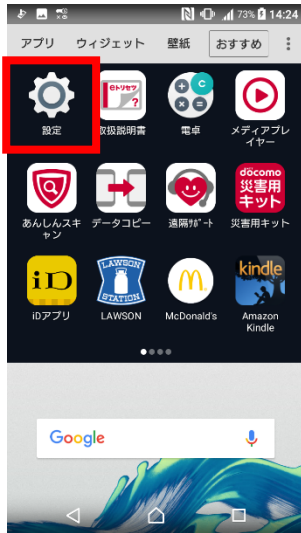 73% 14:24
アプリ ウィジェット 壁紙 おすすめ
eトリセツ
?
C
設定 取扱説明書 電卓 メディアプレ
イヤー
docomo
災害用
キット
あんしんスキ
ャン データコピー 遠隔ｻﾎﾟｰﾄ 災害用キット
iD
LAWSON
STATION
M
kindle
iDアプリ LAWSON McDonald's Amazon
Kindle
Google